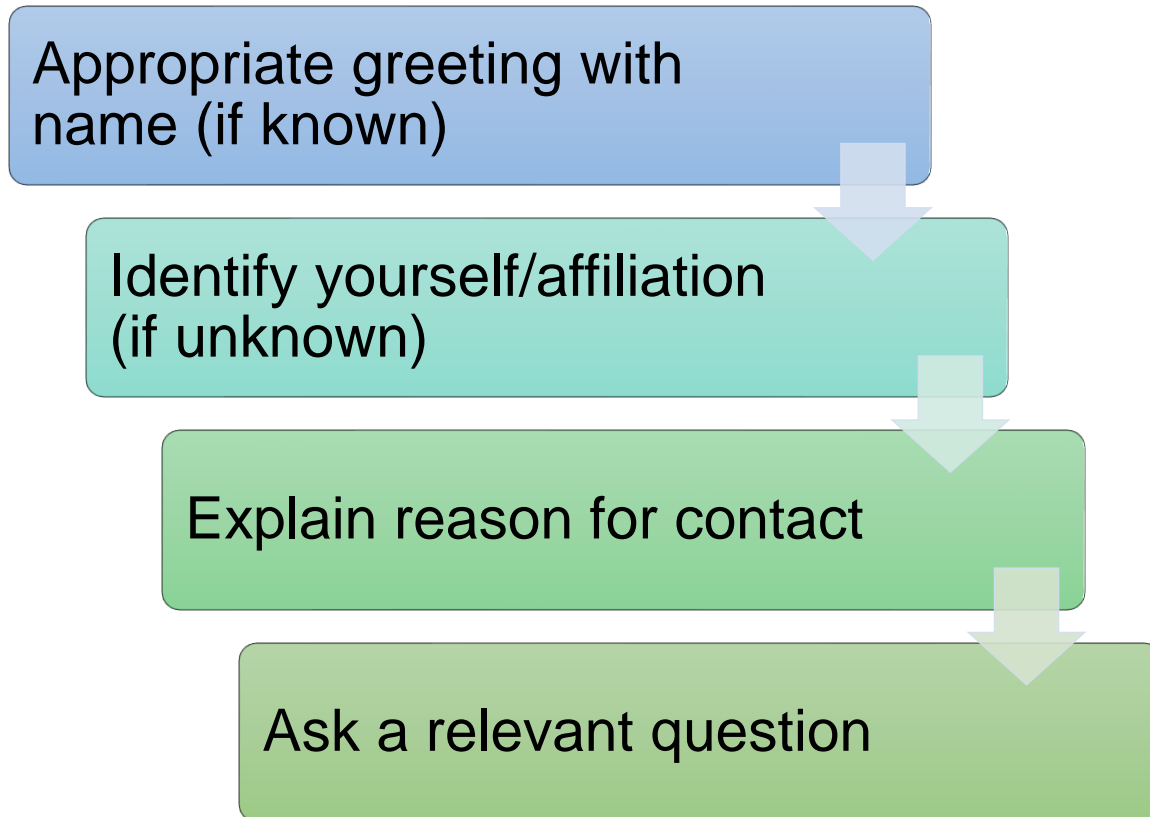 Appropriate greeting with
name (if known)
Identify yourself/affiliation
(if unknown)
Explain reason for contact
Ask a relevant question